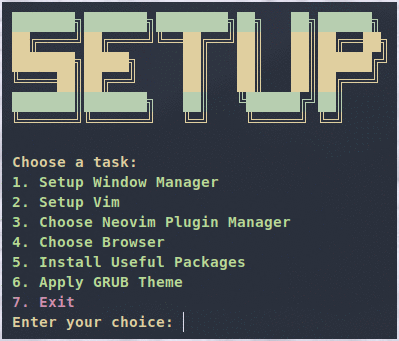 SETUP
Choose a task:
1. Setup Window Manager
2. Setup Vim
3. Choose Neovim Plugin Manager
4. Choose Browser
5. Install Useful Packages
6. Apply GRUB Theme
7. Exit
Enter your choice: